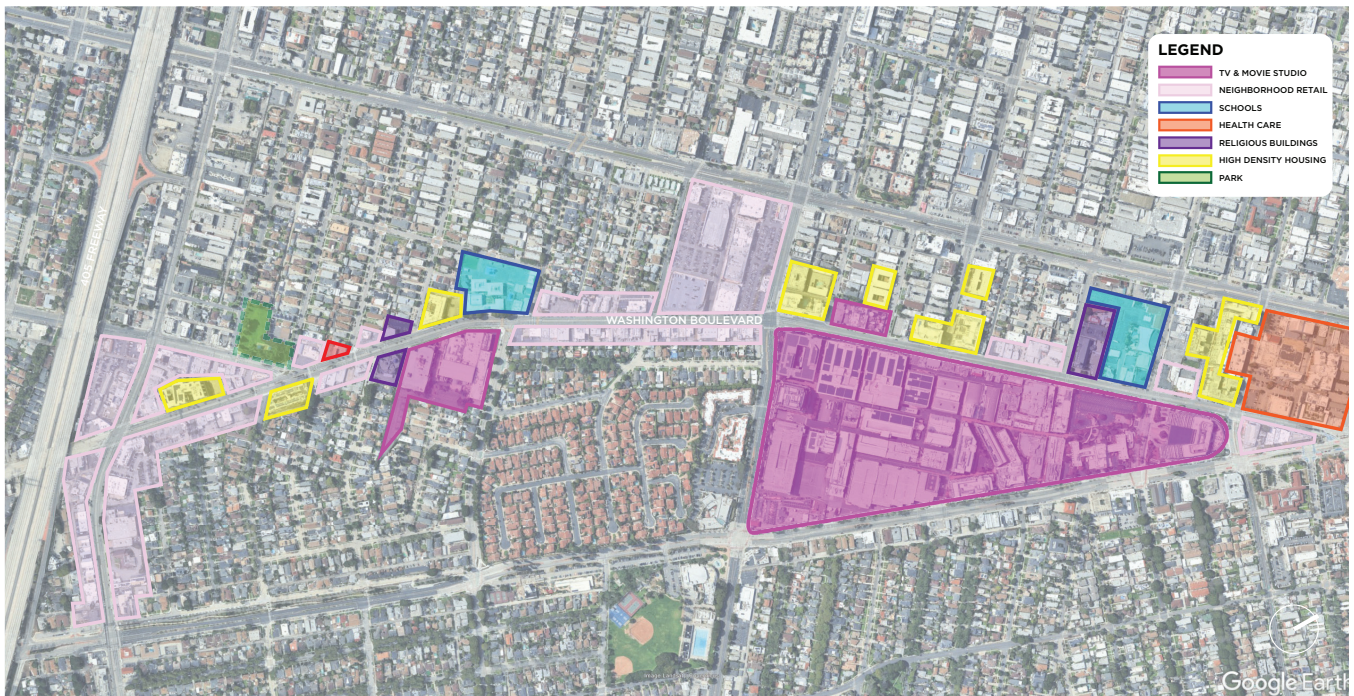 LEGEND
TV & MOVIE STUDIO
NEIGHBORHOOD RETAIL
SCHOOLS
HEALTH CARE
RELIGIOUS BUILDINGS
HIGH DENSITY HOUSING
PARK
405 FREEWAY
WASHINGTON BOULEVARD
Google Earth